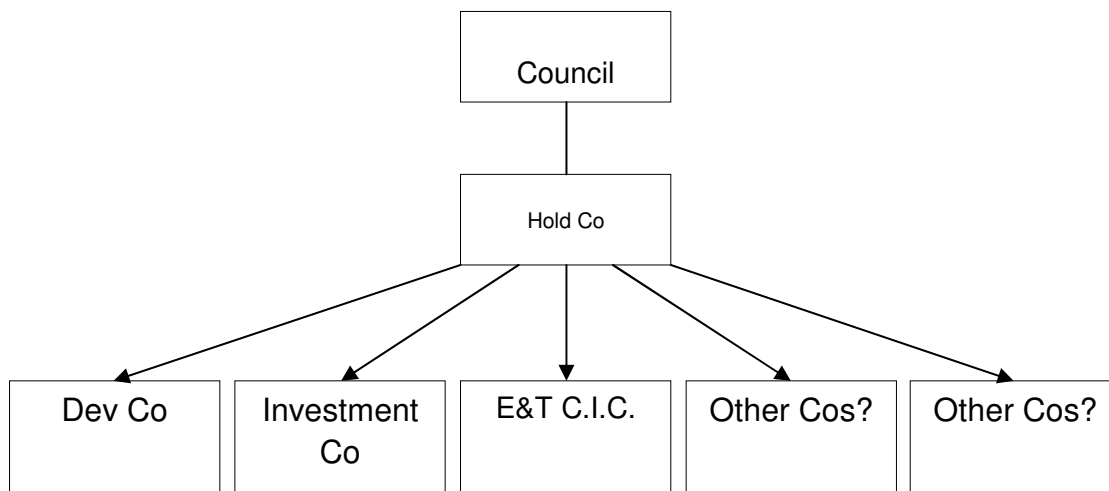 Council
Hold Co
Dev Co
Investment
Co
E&T C.I.C.
Other Cos?
Other Cos?